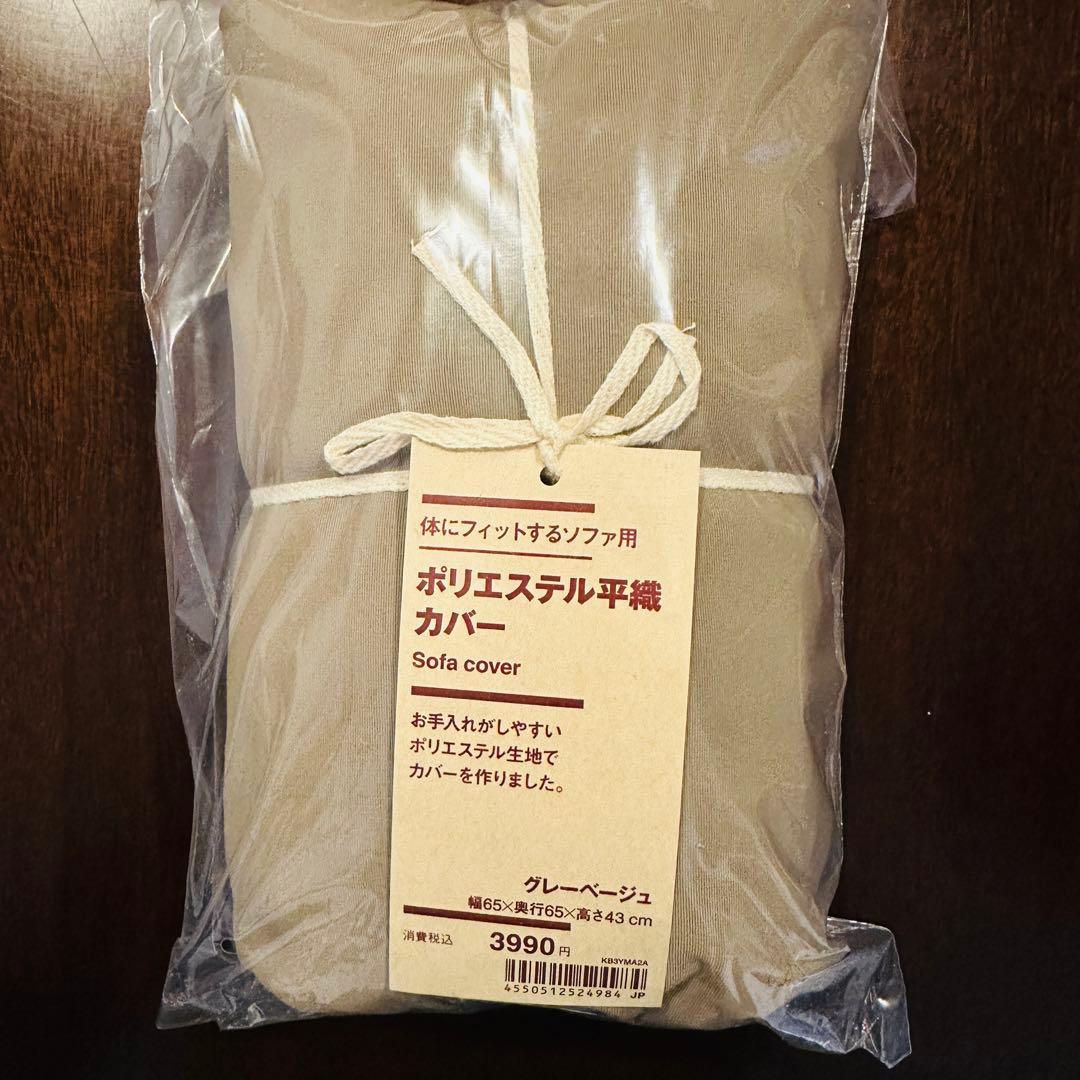 体にフィットするソファ用
ポリエステル平織
カバー
Sofa cover
お手入れがしやすい
ポリエステル生地で
カバーを作りました。
グレーベージュ
幅65×奥行65×高さ43 cm
消費税込 3990円
KB3YMA2A
4550512524984 JP